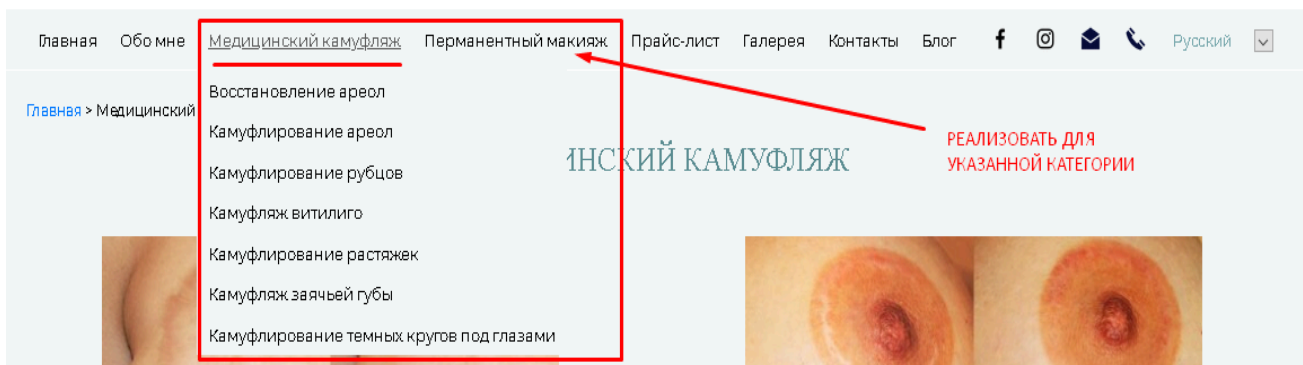 Главная Обо мне Медицинский камуфляж Перманентный макияж Прайс-лист Галерея Контакты Блог Русский
Восстановление ареол
Главная > Медицинский
Камуфлирование ареол
РЕАЛИЗОВАТЬ ДЛЯ
УКАЗАННОЙ КАТЕГОРИИ
ИНСКИЙ КАМУФЛЯЖ
Камуфлирование рубцов
Камуфляж витилиго
Камуфлирование растяжек
Камуфляж заячьей губы
Камуфлирование темных кругов под глазами